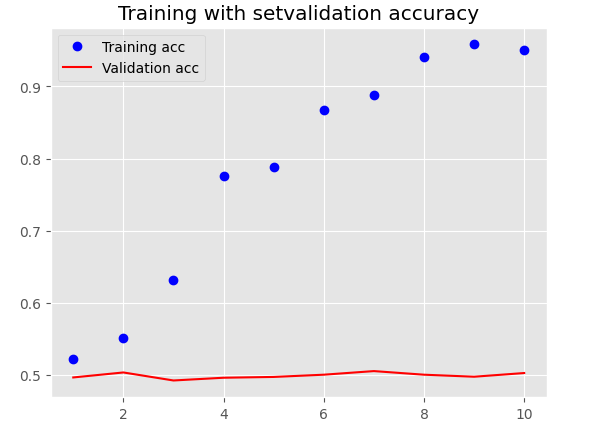 Training with setvalidation accuracy
Training acc
Validation acc
0.9
0.8
0.7
0.6
0.5
2 4 6 8 10